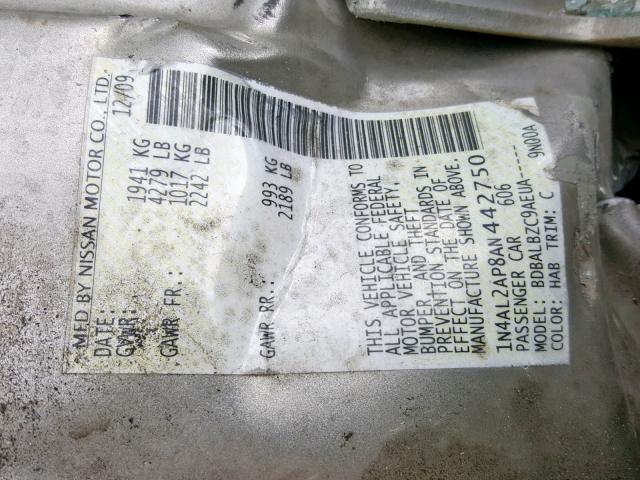 MFD BY NISSAN MOTOR CO., LTD.
DATE: 12/09
GVWR: 1941 KG
4279 LB
GAWR FR.: 1017 KG
2242 LB
GAWR RR.: 993 KG
2189 LB
THIS VEHICLE CONFORMS TO
ALL APPLICABLE FEDERAL
MOTOR VEHICLE SAFETY,
BUMPER, AND THEFT
PREVENTION STANDARDS IN
EFFECT ON THE DATE OF
MANUFACTURE SHOWN ABOVE.
1N4AL2AP8AN442750
PASSENGER CAR 606
MODEL: BDBALBZC9AEUA-----
COLOR: HAB TRIM: C 9N00A